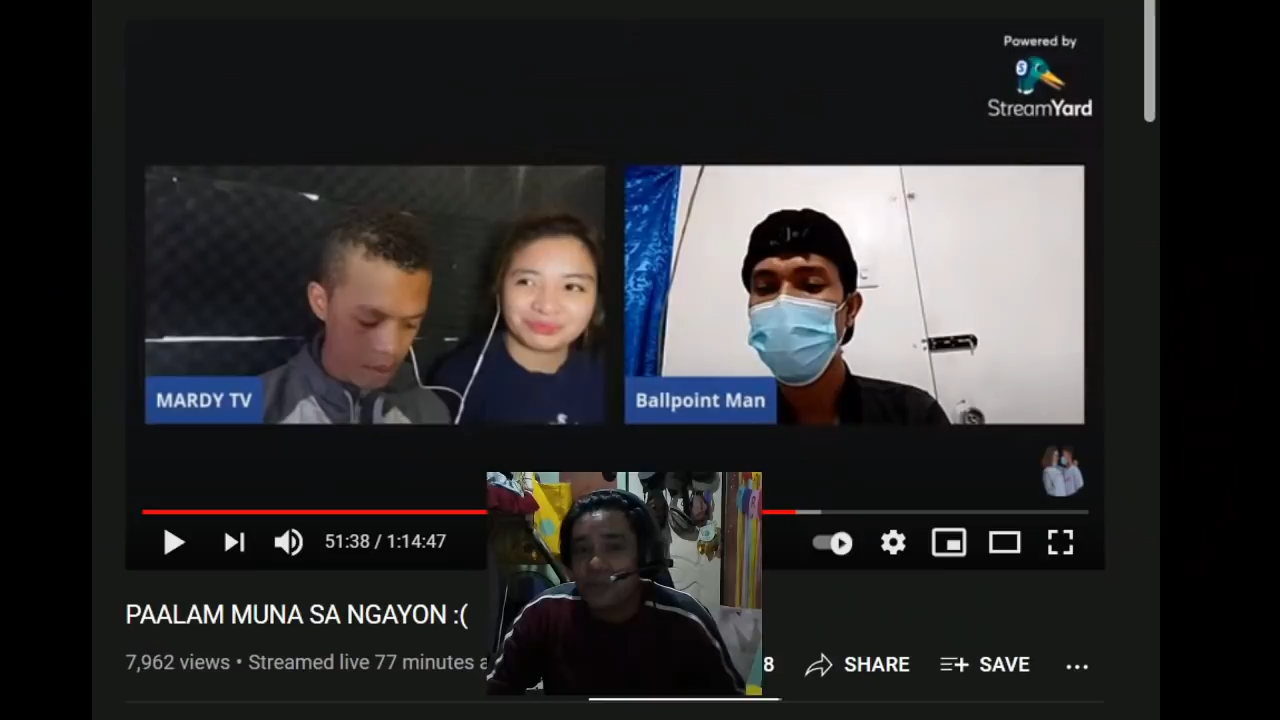 Powered by
StreamYard
MARDY TV
Ballpoint Man
51:38 / 1:14:47
PAALAM MUNA SA NGAYON :(
7,962 views • Streamed live 77 minutes a
8
SHARE
SAVE